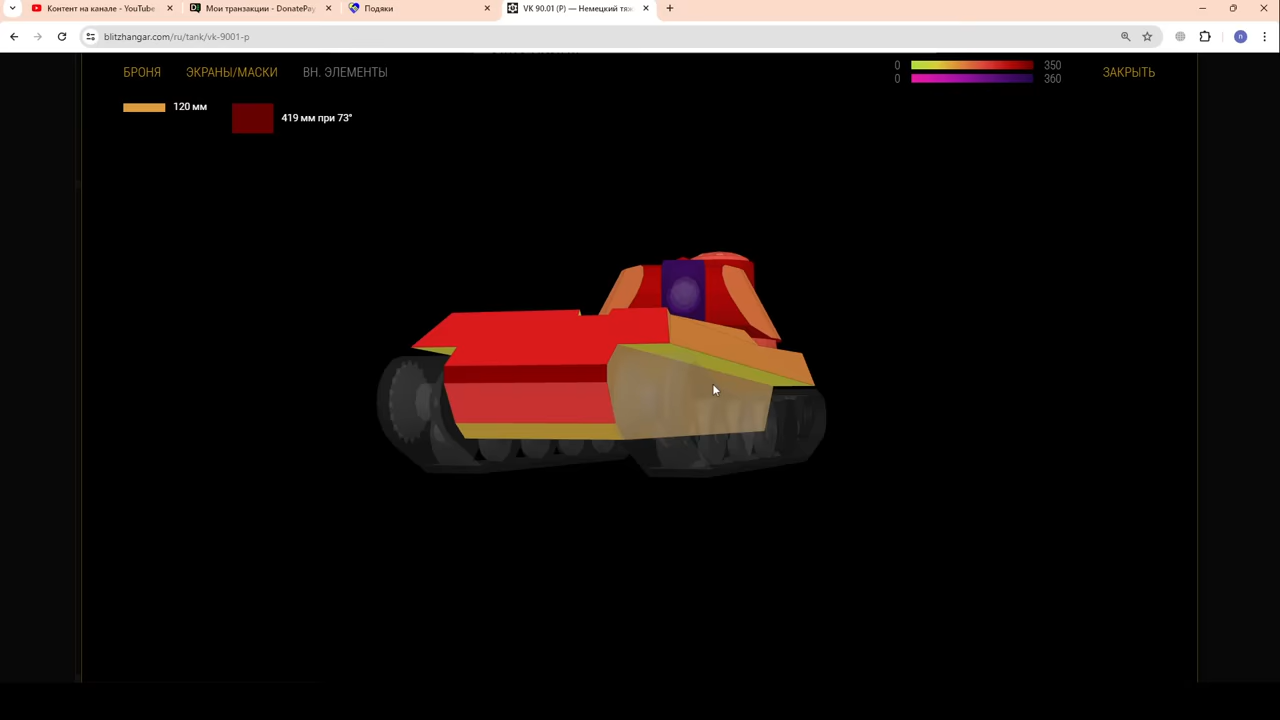 Контент на канале - YouTube
Мои транзакции - DonatePay
Подяки
VK 90.01 (P) — Немецкий тяж
blitzhangar.com/ru/tank/vk-9001-p
n
БРОНЯ ЭКРАНЫ/МАСКИ ВН. ЭЛЕМЕНТЫ
0 350
0 360
ЗАКРЫТЬ
120 мм
419 мм при 73°